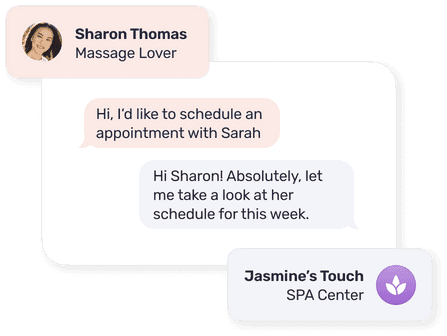 Sharon Thomas
Massage Lover
Hi, I'd like to schedule an
appointment with Sarah
Hi Sharon! Absolutely, let
me take a look at her
schedule for this week.
Jasmine's Touch
SPA Center